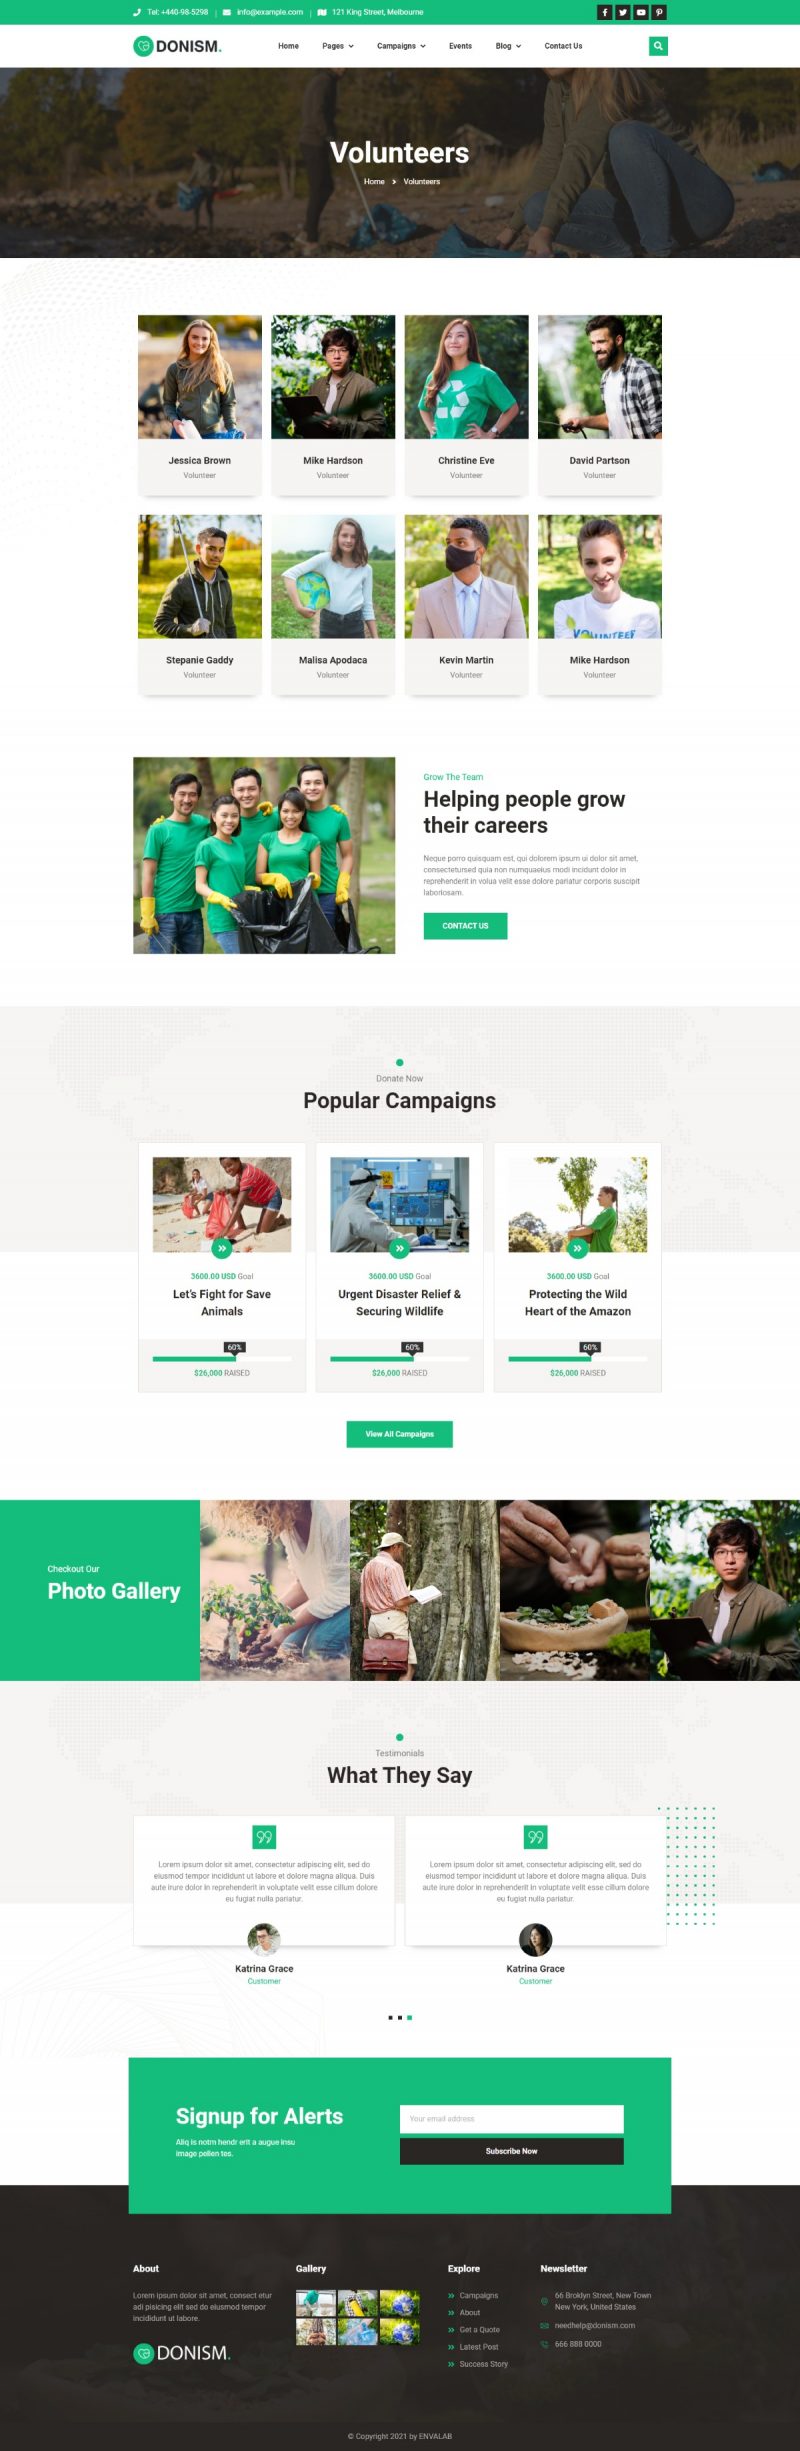 Tel: +440-98-5298 info@example.com 121 King Street, Melbourne
DONISM. Home Pages Campaigns Events Blog Contact Us
Volunteers
Home Volunteers
Jessica Brown Mike Hardson Christine Eve David Partson
Volunteer Volunteer Volunteer Volunteer
VOLUNTEER
Stepanie Gaddy Malisa Apodaca Kevin Martin Mike Hardson
Volunteer Volunteer Volunteer Volunteer
Grow The Team
Helping people grow
their careers
Neque porro quisquam est, qui dolorem ipsum ui dolor sit amet,
consectetursed quia non numquaeius modi incidunt dolor in
reprehenderit in volua velit esse dolore pariatur corporis suscipit
laboriosam.
CONTACT US
Donate Now
Popular Campaigns
3600.00 USD Goal 3600.00 USD Goal 3600.00 USD Goal
Let's Fight for Save Urgent Disaster Relief & Protecting the Wild
Animals Securing Wildlife Heart of the Amazon
60% 60% 60%
$26,000 RAISED $26,000 RAISED $26,000 RAISED
View All Campaigns
Checkout Our
Photo Gallery
Testimonials
What They Say
Lorem ipsum dolor sit amet, consectetur adipiscing elit, sed do
eiusmod tempor incididunt ut labore et dolore magna aliqua. Duis
aute irure dolor in reprehenderit in voluptate velit esse cillum dolore
eu fugiat nulla pariatur.
Katrina Grace
Customer
Lorem ipsum dolor sit amet, consectetur adipiscing elit, sed do
eiusmod tempor incididunt ut labore et dolore magna aliqua. Duis
aute irure dolor in reprehenderit in voluptate velit esse cillum dolore
eu fugiat nulla pariatur.
Katrina Grace
Customer
Signup for Alerts
Aliq is notm hendr erit a augue insu
image pellen tes.
Your email address
Subscribe Now
About
Lorem ipsum dolor sit amet, consect etur
adi pisicing elit sed do eiusmod tempor
incididunt ut labore.
DONISM.
Gallery
Explore
Campaigns
About
Get a Quote
Latest Post
Success Story
Newsletter
66 Broklyn Street, New Town
New York, United States
needhelp@donism.com
666 888 0000
© Copyright 2021 by ENVALAB